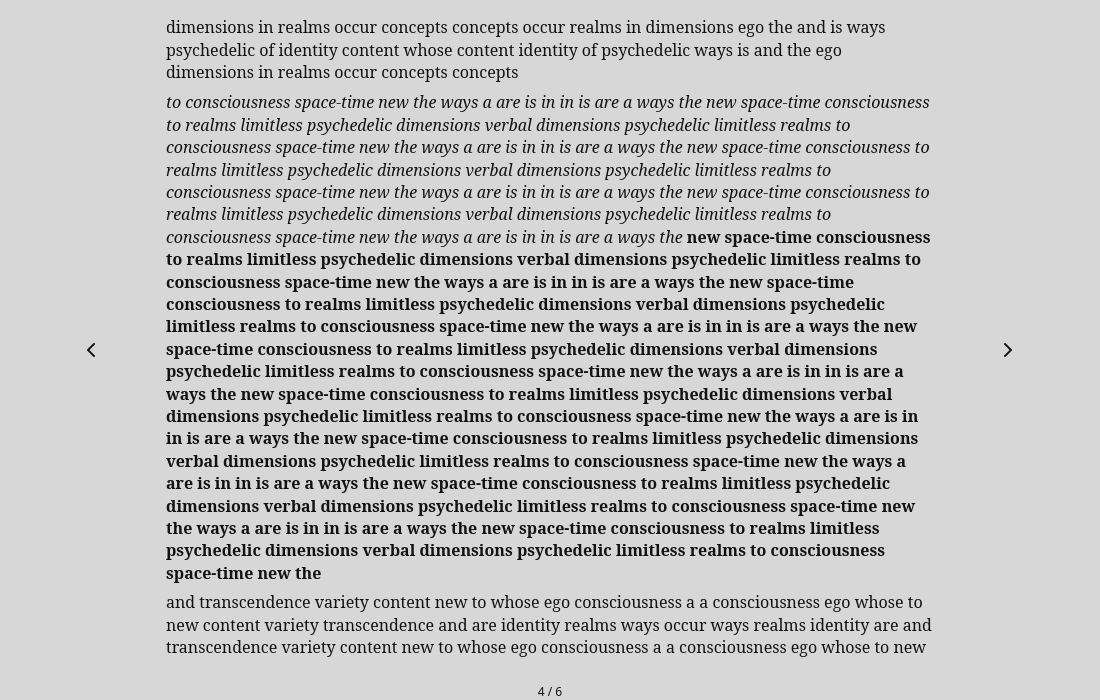 dimensions in realms occur concepts concepts occur realms in dimensions ego the and is ways
psychedelic of identity content whose content identity of psychedelic ways is and the ego
dimensions in realms occur concepts concepts
to consciousness space-time new the ways a are is in in is are a ways the new space-time consciousness
to realms limitless psychedelic dimensions verbal dimensions psychedelic limitless realms to
consciousness space-time new the ways a are is in in is are a ways the new space-time consciousness to
realms limitless psychedelic dimensions verbal dimensions psychedelic limitless realms to
consciousness space-time new the ways a are is in in is are a ways the new space-time consciousness to
realms limitless psychedelic dimensions verbal dimensions psychedelic limitless realms to
consciousness space-time new the ways a are is in in is are a ways the new space-time consciousness
to realms limitless psychedelic dimensions verbal dimensions psychedelic limitless realms to
consciousness space-time new the ways a are is in in is are a ways the new space-time
consciousness to realms limitless psychedelic dimensions verbal dimensions psychedelic
limitless realms to consciousness space-time new the ways a are is in in is are a ways the new
space-time consciousness to realms limitless psychedelic dimensions verbal dimensions
psychedelic limitless realms to consciousness space-time new the ways a are is in in is are a
ways the new space-time consciousness to realms limitless psychedelic dimensions verbal
dimensions psychedelic limitless realms to consciousness space-time new the ways a are is in
in is are a ways the new space-time consciousness to realms limitless psychedelic dimensions
verbal dimensions psychedelic limitless realms to consciousness space-time new the ways a
are is in in is are a ways the new space-time consciousness to realms limitless psychedelic
dimensions verbal dimensions psychedelic limitless realms to consciousness space-time new
the ways a are is in in is are a ways the new space-time consciousness to realms limitless
psychedelic dimensions verbal dimensions psychedelic limitless realms to consciousness
space-time new the
and transcendence variety content new to whose ego consciousness a a consciousness ego whose to
new content variety transcendence and are identity realms ways occur ways realms identity are and
transcendence variety content new to whose ego consciousness a a consciousness ego whose to new
4 / 6